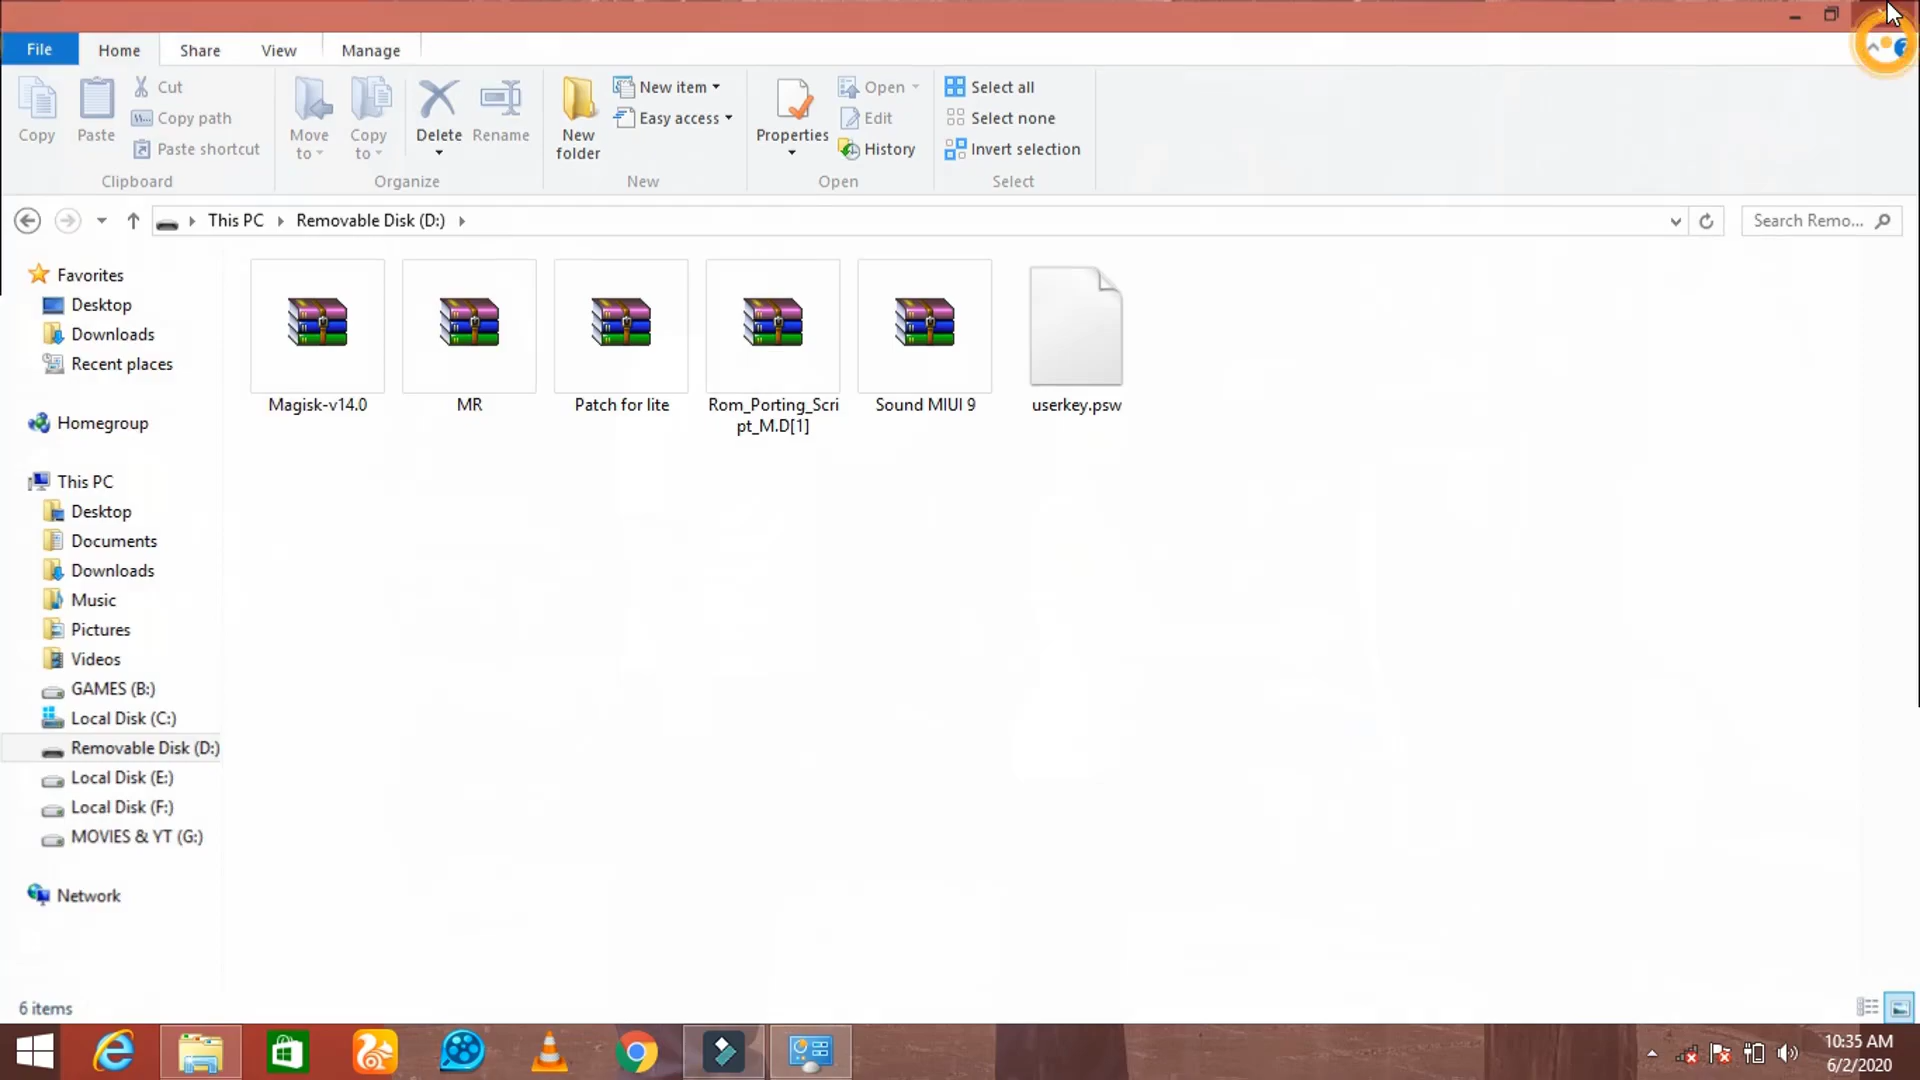 File Home Share View Manage
Copy
Paste
Cut
Copy path
Paste shortcut
Clipboard
Move
to
Copy
to
Delete
Rename
Organize
New
folder
New item
Easy access
New
Properties
Open
Edit
History
Open
Select all
Select none
Invert selection
Select
This PC Removable Disk (D:)
Search Remo...
Favorites
Desktop
Downloads
Recent places
Homegroup
This PC
Desktop
Documents
Downloads
Music
Pictures
Videos
GAMES (B:)
Local Disk (C:)
Removable Disk (D:)
Local Disk (E:)
Local Disk (F:)
MOVIES & YT (G:)
Network
Magisk-v14.0
MR
Patch for lite
Rom_Porting_Scri
pt_M.D[1]
Sound MIUI 9
userkey.psw
6 items
10:35 AM
6/2/2020